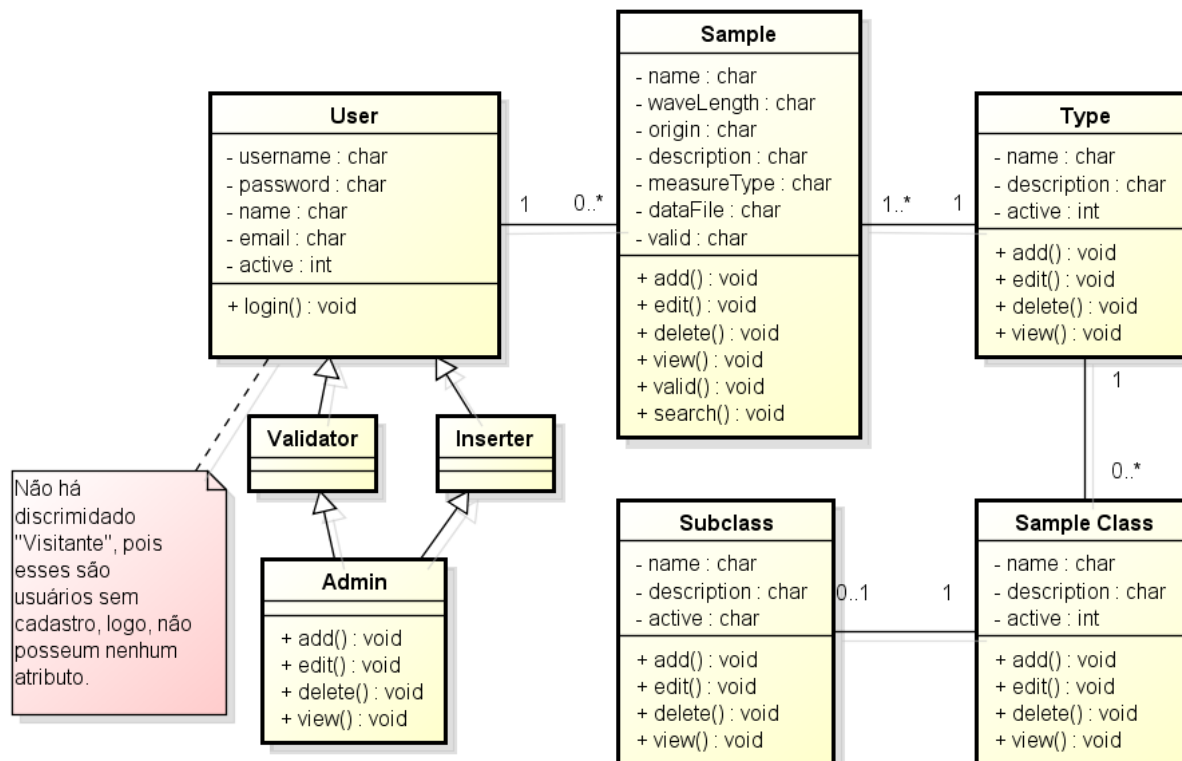 User
- username : char
- password : char
- name : char
- email : char
- active : int
+ login() : void
1
0..*
Sample
- name : char
- waveLength : char
- origin : char
- description : char
- measureType : char
- dataFile : char
- valid : char
+ add() : void
+ edit() : void
+ delete() : void
+ view() : void
+ valid() : void
+ search() : void
1..*
1
Type
- name : char
- description : char
- active : int
+ add() : void
+ edit() : void
+ delete() : void
+ view() : void
1
0..*
Validator
Inserter
Não há
discrimidado
"Visitante", pois
esses são
usuários sem
cadastro, logo, não
posseum nenhum
atributo.
Admin
+ add() : void
+ edit() : void
+ delete() : void
+ view() : void
Subclass
- name : char
- description : char
- active : char
+ add() : void
+ edit() : void
+ delete() : void
+ view() : void
0..1
1
Sample Class
- name : char
- description : char
- active : int
+ add() : void
+ edit() : void
+ delete() : void
+ view() : void